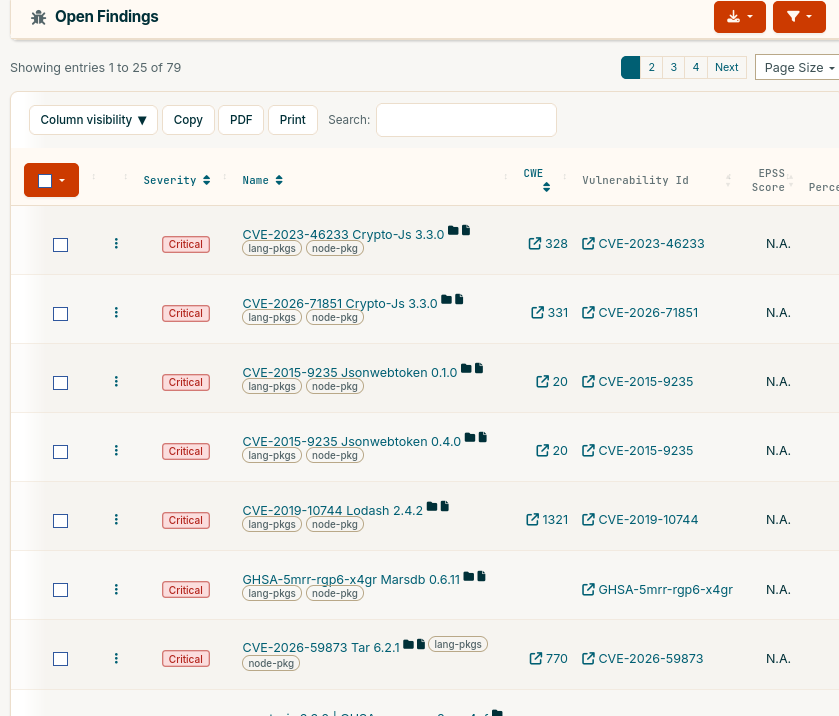 Open Findings
Showing entries 1 to 25 of 79
2 3 4 Next Page Size
Column visibility ▼ Copy PDF Print Search:
Severity Name CWE Vulnerability Id EPSS Score
CVE-2023-46233 Crypto-Js 3.3.0
lang-pkgs node-pkg
Critical 328 CVE-2023-46233 N.A.
CVE-2026-71851 Crypto-Js 3.3.0
lang-pkgs node-pkg
Critical 331 CVE-2026-71851 N.A.
CVE-2015-9235 Jsonwebtoken 0.1.0
lang-pkgs node-pkg
Critical 20 CVE-2015-9235 N.A.
CVE-2015-9235 Jsonwebtoken 0.4.0
lang-pkgs node-pkg
Critical 20 CVE-2015-9235 N.A.
CVE-2019-10744 Lodash 2.4.2
lang-pkgs node-pkg
Critical 1321 CVE-2019-10744 N.A.
GHSA-5mrr-rgp6-x4gr Marsdb 0.6.11
lang-pkgs node-pkg
Critical GHSA-5mrr-rgp6-x4gr N.A.
CVE-2026-59873 Tar 6.2.1 lang-pkgs
node-pkg
Critical 770 CVE-2026-59873 N.A.